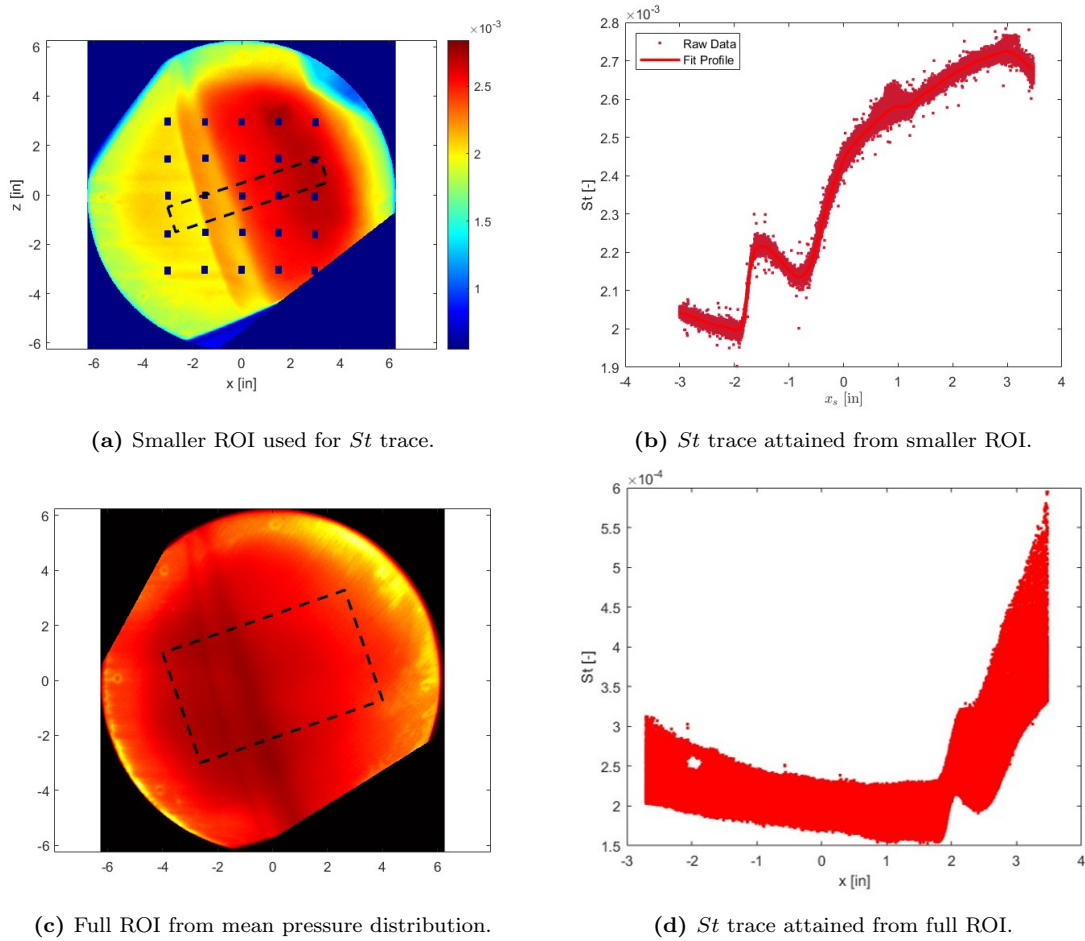 ×10⁻³
6
4
2
0
-2
-4
-6
z [in]
-6 -4 -2 0 2 4 6
x [in]
2.5
2
1.5
1
(a) Smaller ROI used for St trace.
×10⁻³
2.8
2.7
2.6
2.5
2.4
2.3
2.2
2.1
2
1.9
St [-]
Raw Data
Fit Profile
-4 -3 -2 -1 0 1 2 3 4
xₛ [in]
(b) St trace attained from smaller ROI.
6
4
2
0
-2
-4
-6
-6 -4 -2 0 2 4 6
(c) Full ROI from mean pressure distribution.
×10⁻⁴
6
5.5
5
4.5
4
3.5
3
2.5
2
1.5
St [-]
-3 -2 -1 0 1 2 3 4
x [in]
(d) St trace attained from full ROI.